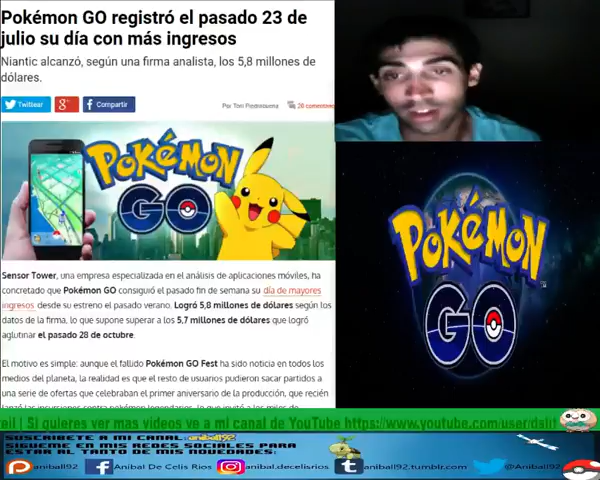 Pokémon GO registró el pasado 23 de
julio su día con más ingresos
Niantic alcanzó, según una firma analista, los 5,8 millones de
dólares.
Twittear
g+
Compartir
Por Toni Piedrabuena
26 comentarios
POKéMON
GO
POKéMON
GO
Sensor Tower, una empresa especializada en el análisis de aplicaciones móviles, ha
concretado que Pokémon GO consiguió el pasado fin de semana su día de mayores
ingresos desde su estreno el pasado verano. Logró 5,8 millones de dólares según los
datos de la firma, lo que supone superar a los 5,7 millones de dólares que logró
aglutinar el pasado 28 de octubre.
El motivo es simple: aunque el fallido Pokémon GO Fest ha sido noticia en todos los
medios del planeta, la realidad es que el resto de usuarios pudieron sacar partidos a
una serie de ofertas que celebraban el primer aniversario de la producción, que recién
| Si quieres ver mas videos ve a mi canal de YouTube https://www.youtube.com/user/
SUSCRIBETE A MI CANAL: aniball92
SIGUEME EN MIS REDES SOCIALES PARA
ESTAR AL TANTO DE MIS NOVEDADES:
aniball92
Anibal De Celis Rios
anibal.decelisrios
aniball92.tumblr.com
@Aniball92